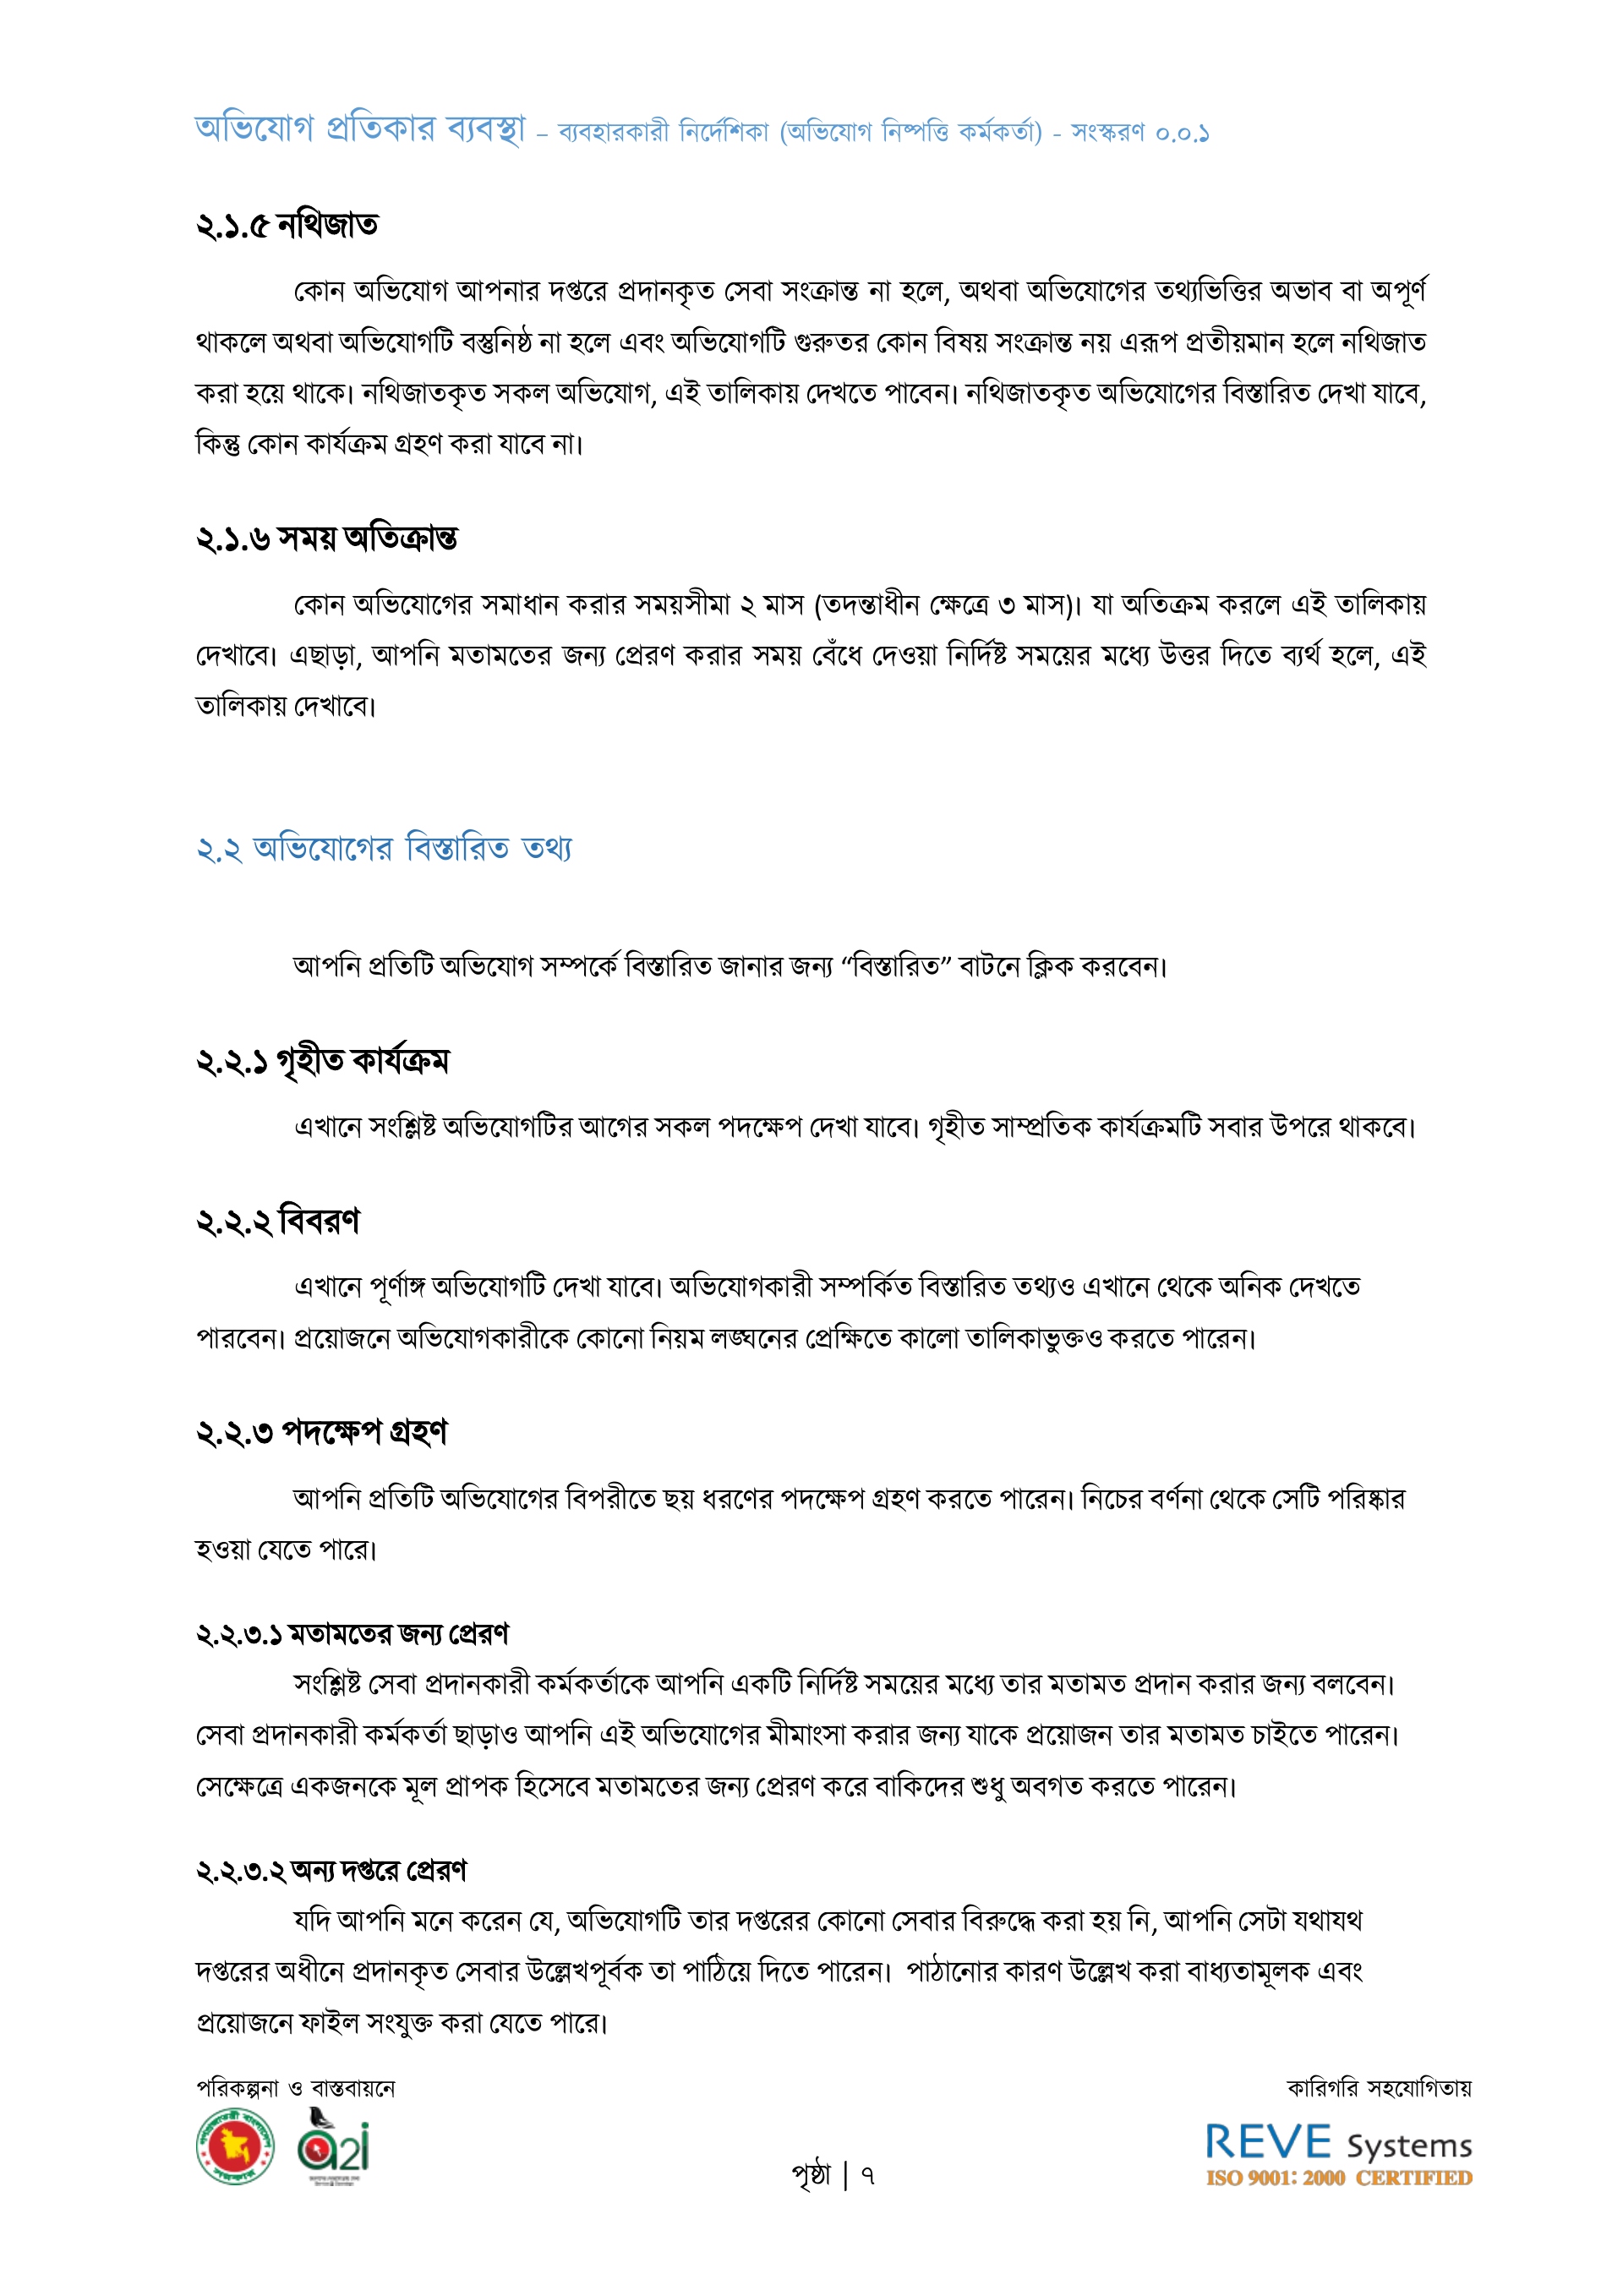 অভিযোগ প্রতিকার ব্যবস্থা – ব্যবহারকারী নির্দেশিকা (অভিযোগ নিষ্পত্তি কর্মকর্তা) - সংস্করণ ০.০.১
২.১.৫ নথিজাত
কোন অভিযোগ আপনার দপ্তরে প্রদানকৃত সেবা সংক্রান্ত না হলে, অথবা অভিযোগের তথ্যভিত্তির অভাব বা অপূর্ণ
থাকলে অথবা অভিযোগটি বস্তুনিষ্ঠ না হলে এবং অভিযোগটি গুরুতর কোন বিষয় সংক্রান্ত নয় এরূপ প্রতীয়মান হলে নথিজাত
করা হয়ে থাকে। নথিজাতকৃত সকল অভিযোগ, এই তালিকায় দেখতে পাবেন। নথিজাতকৃত অভিযোগের বিস্তারিত দেখা যাবে,
কিন্তু কোন কার্যক্রম গ্রহণ করা যাবে না।
২.১.৬ সময় অতিক্রান্ত
কোন অভিযোগের সমাধান করার সময়সীমা ২ মাস (তদন্তাধীন ক্ষেত্রে ৩ মাস)। যা অতিক্রম করলে এই তালিকায়
দেখাবে। এছাড়া, আপনি মতামতের জন্য প্রেরণ করার সময় বেঁধে দেওয়া নির্দিষ্ট সময়ের মধ্যে উত্তর দিতে ব্যর্থ হলে, এই
তালিকায় দেখাবে।
২.২ অভিযোগের বিস্তারিত তথ্য
আপনি প্রতিটি অভিযোগ সম্পর্কে বিস্তারিত জানার জন্য “বিস্তারিত” বাটনে ক্লিক করবেন।
২.২.১ গৃহীত কার্যক্রম
এখানে সংশ্লিষ্ট অভিযোগটির আগের সকল পদক্ষেপ দেখা যাবে। গৃহীত সাম্প্রতিক কার্যক্রমটি সবার উপরে থাকবে।
২.২.২ বিবরণ
এখানে পূর্ণাঙ্গ অভিযোগটি দেখা যাবে। অভিযোগকারী সম্পর্কিত বিস্তারিত তথ্যও এখানে থেকে অনিক দেখতে
পারবেন। প্রয়োজনে অভিযোগকারীকে কোনো নিয়ম লঙ্ঘনের প্রেক্ষিতে কালো তালিকাভুক্তও করতে পারেন।
২.২.৩ পদক্ষেপ গ্রহণ
আপনি প্রতিটি অভিযোগের বিপরীতে ছয় ধরণের পদক্ষেপ গ্রহণ করতে পারেন। নিচের বর্ণনা থেকে সেটি পরিষ্কার
হওয়া যেতে পারে।
২.২.৩.১ মতামতের জন্য প্রেরণ
সংশ্লিষ্ট সেবা প্রদানকারী কর্মকর্তাকে আপনি একটি নির্দিষ্ট সময়ের মধ্যে তার মতামত প্রদান করার জন্য বলবেন।
সেবা প্রদানকারী কর্মকর্তা ছাড়াও আপনি এই অভিযোগের মীমাংসা করার জন্য যাকে প্রয়োজন তার মতামত চাইতে পারেন।
সেক্ষেত্রে একজনকে মূল প্রাপক হিসেবে মতামতের জন্য প্রেরণ করে বাকিদের শুধু অবগত করতে পারেন।
২.২.৩.২ অন্য দপ্তরে প্রেরণ
যদি আপনি মনে করেন যে, অভিযোগটি তার দপ্তরের কোনো সেবার বিরুদ্ধে করা হয় নি, আপনি সেটা যথাযথ
দপ্তরের অধীনে প্রদানকৃত সেবার উল্লেখপূর্বক তা পাঠিয়ে দিতে পারেন। পাঠানোর কারণ উল্লেখ করা বাধ্যতামূলক এবং
প্রয়োজনে ফাইল সংযুক্ত করা যেতে পারে।
পরিকল্পনা ও বাস্তবায়নে
কারিগরি সহযোগিতায়
a2i
REVE Systems
ISO 9001: 2000 CERTIFIED
পৃষ্ঠা | ৭